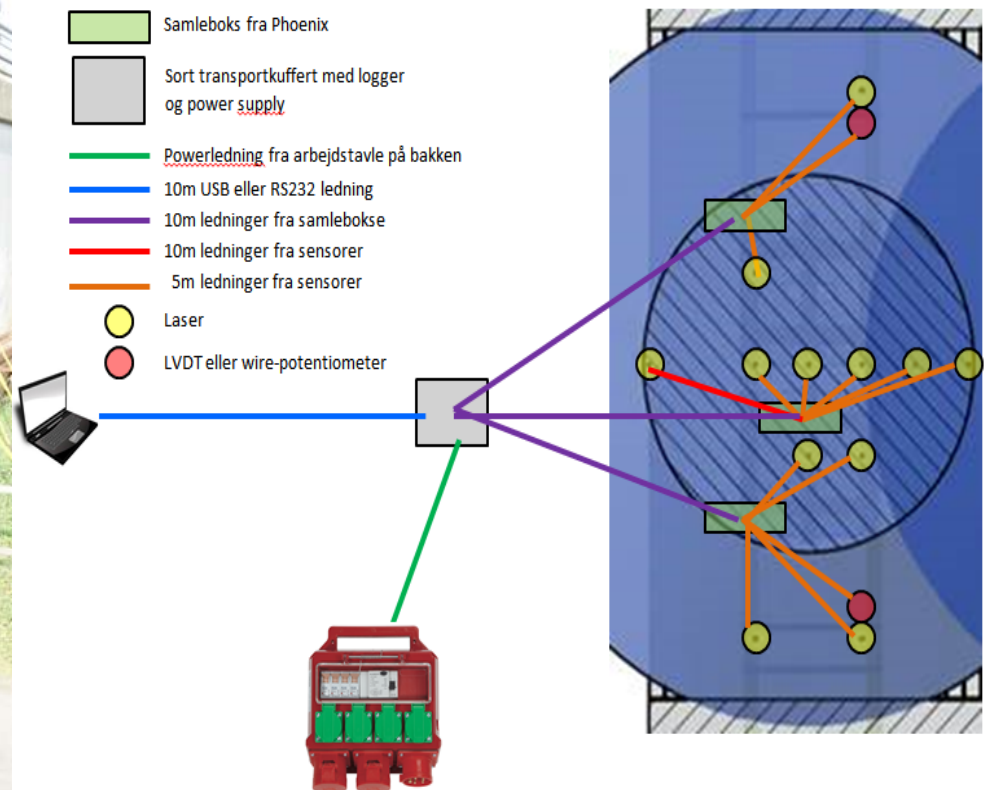 Samleboks fra Phoenix
Sort transportkuffert med logger
og power supply
Powerledning fra arbejdstavle på bakken
10m USB eller RS232 ledning
10m ledninger fra samlebokse
10m ledninger fra sensorer
5m ledninger fra sensorer
Laser
LVDT eller wire-potentiometer